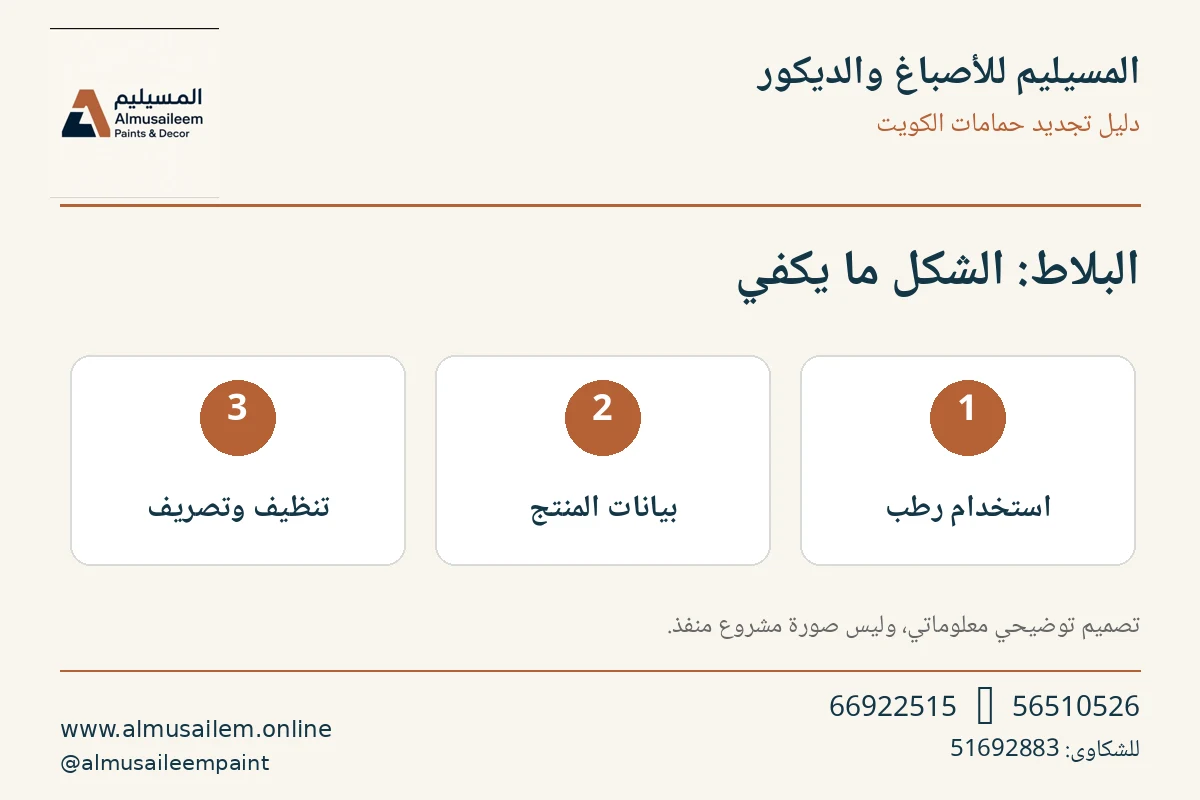 المسيليم للأصباغ والديكور
دليل تجديد حمامات الكويت
المسيليم
Almusaileem
Paints & Decor
البلاط: الشكل ما يكفي
1
استخدام رطب
2
بيانات المنتج
3
تنظيف وتصريف
تصميم توضيحي معلوماتي، وليس صورة مشروع منفذ.
56510526 66922515
للشكاوى: 51692883
www.almusailem.online
@almusaileempaint